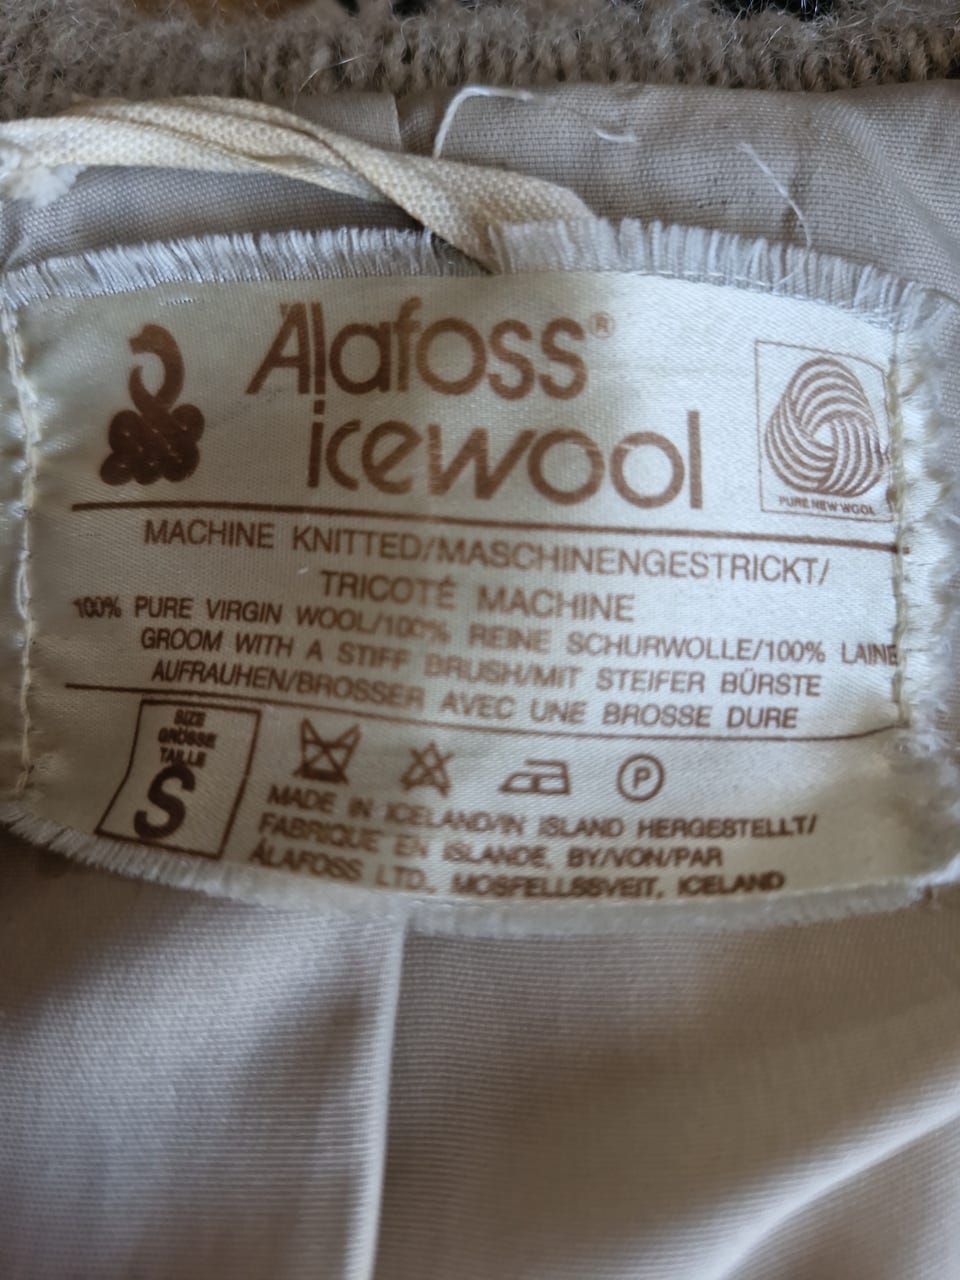 Álafoss®
icewool
PURE NEW WOOL
MACHINE KNITTED/MASCHINENGESTRICKT/
TRICOTÉ MACHINE
100% PURE VIRGIN WOOL/100% REINE SCHURWOLLE/100% LAINE
GROOM WITH A STIFF BRUSH/MIT STEIFER BÜRSTE
AUFRAUHEN/BROSSER AVEC UNE BROSSE DURE
SIZE
GRÖSSE
TAILLE
S
P
MADE IN ICELAND/IN ISLAND HERGESTELLT/
FABRIQUE EN ISLANDE, BY/VON/PAR
ÁLAFOSS LTD., MOSFELLSSVEIT, ICELAND